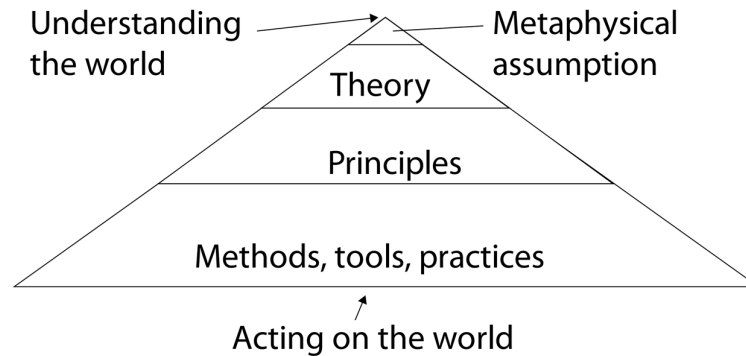 Understanding
the world
Metaphysical
assumption
Theory
Principles
Methods, tools, practices
Acting on the world